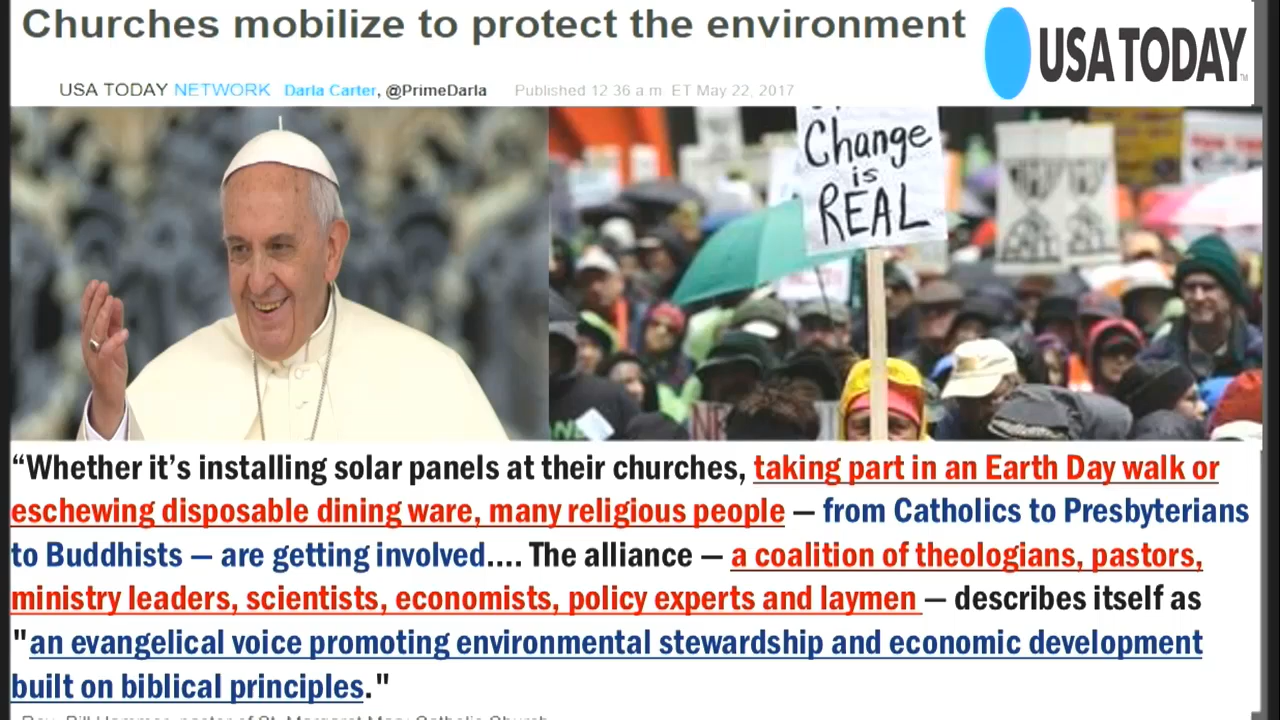 Churches mobilize to protect the environment
USA TODAY
USA TODAY NETWORK Darla Carter, @PrimeDarla Published 12 36 a m ET May 22, 2017
Change
is
REAL
“Whether it’s installing solar panels at their churches, taking part in an Earth Day walk or
eschewing disposable dining ware, many religious people – from Catholics to Presbyterians
to Buddhists – are getting involved.... The alliance – a coalition of theologians, pastors,
ministry leaders, scientists, economists, policy experts and laymen – describes itself as
"an evangelical voice promoting environmental stewardship and economic development
built on biblical principles."